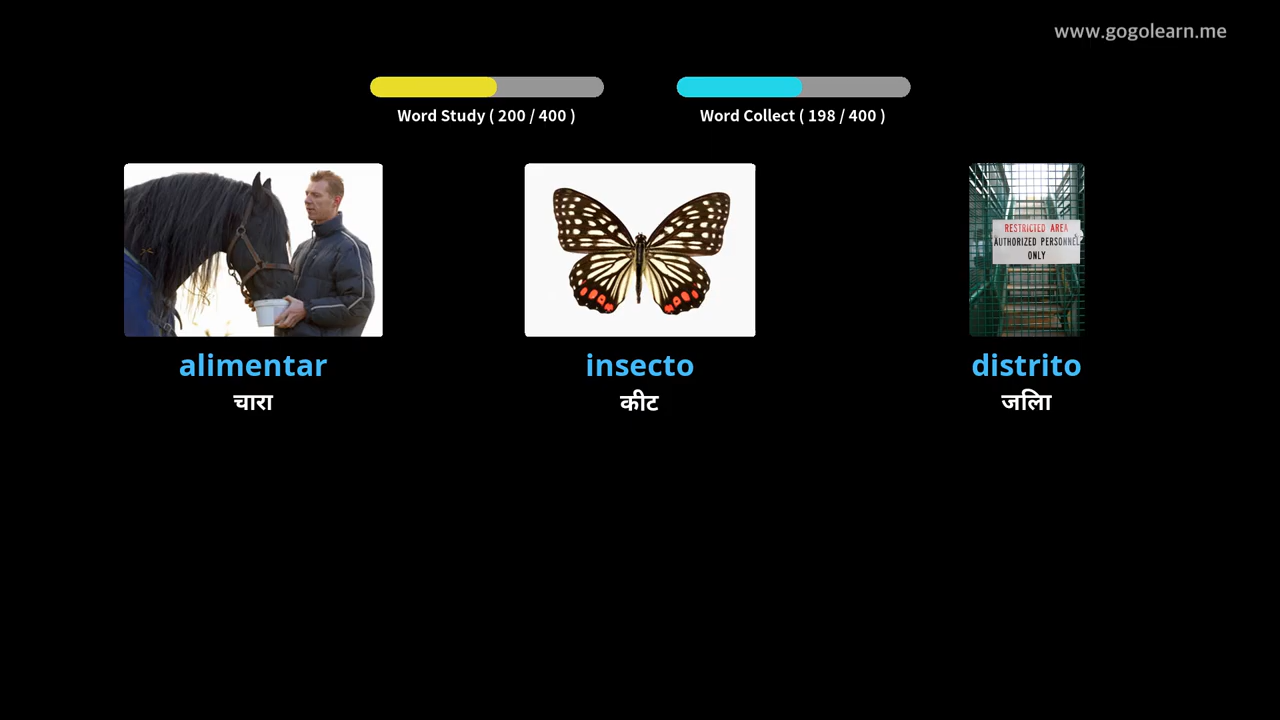 www.gogolearn.me
Word Study ( 200 / 400 )
Word Collect ( 198 / 400 )
RESTRICTED AREA
AUTHORIZED PERSONNEL
ONLY
alimentar
insecto
distrito
चारा
कीट
जिला